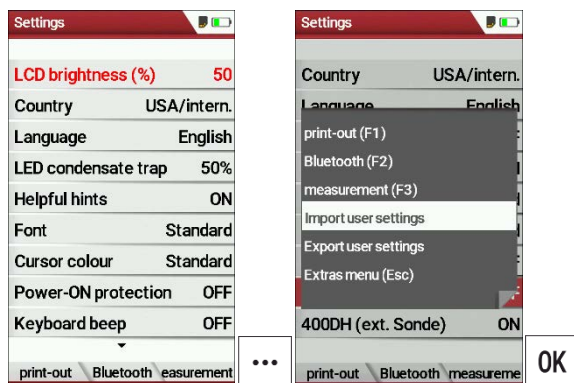 Settings
LCD brightness (%) 50
Country USA/intern.
Language English
LED condensate trap 50%
Helpful hints ON
Font Standard
Cursor colour Standard
Power-ON protection OFF
Keyboard beep OFF
print-out Bluetooth easurement
...
Settings
Country USA/intern.
Language English
print-out (F1)
Bluetooth (F2)
measurement (F3)
Import user settings
Export user settings
Extras menu (Esc)
400DH (ext. Sonde) ON
print-out Bluetooth measureme
OK